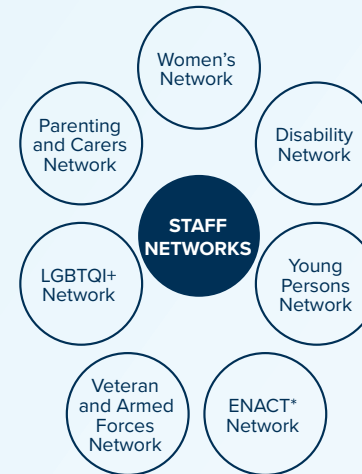 Women's
Network
Parenting
and Carers
Network
Disability
Network
STAFF
NETWORKS
LGBTQI+
Network
Young
Persons
Network
Veteran
and Armed
Forces
Network
ENACT*
Network